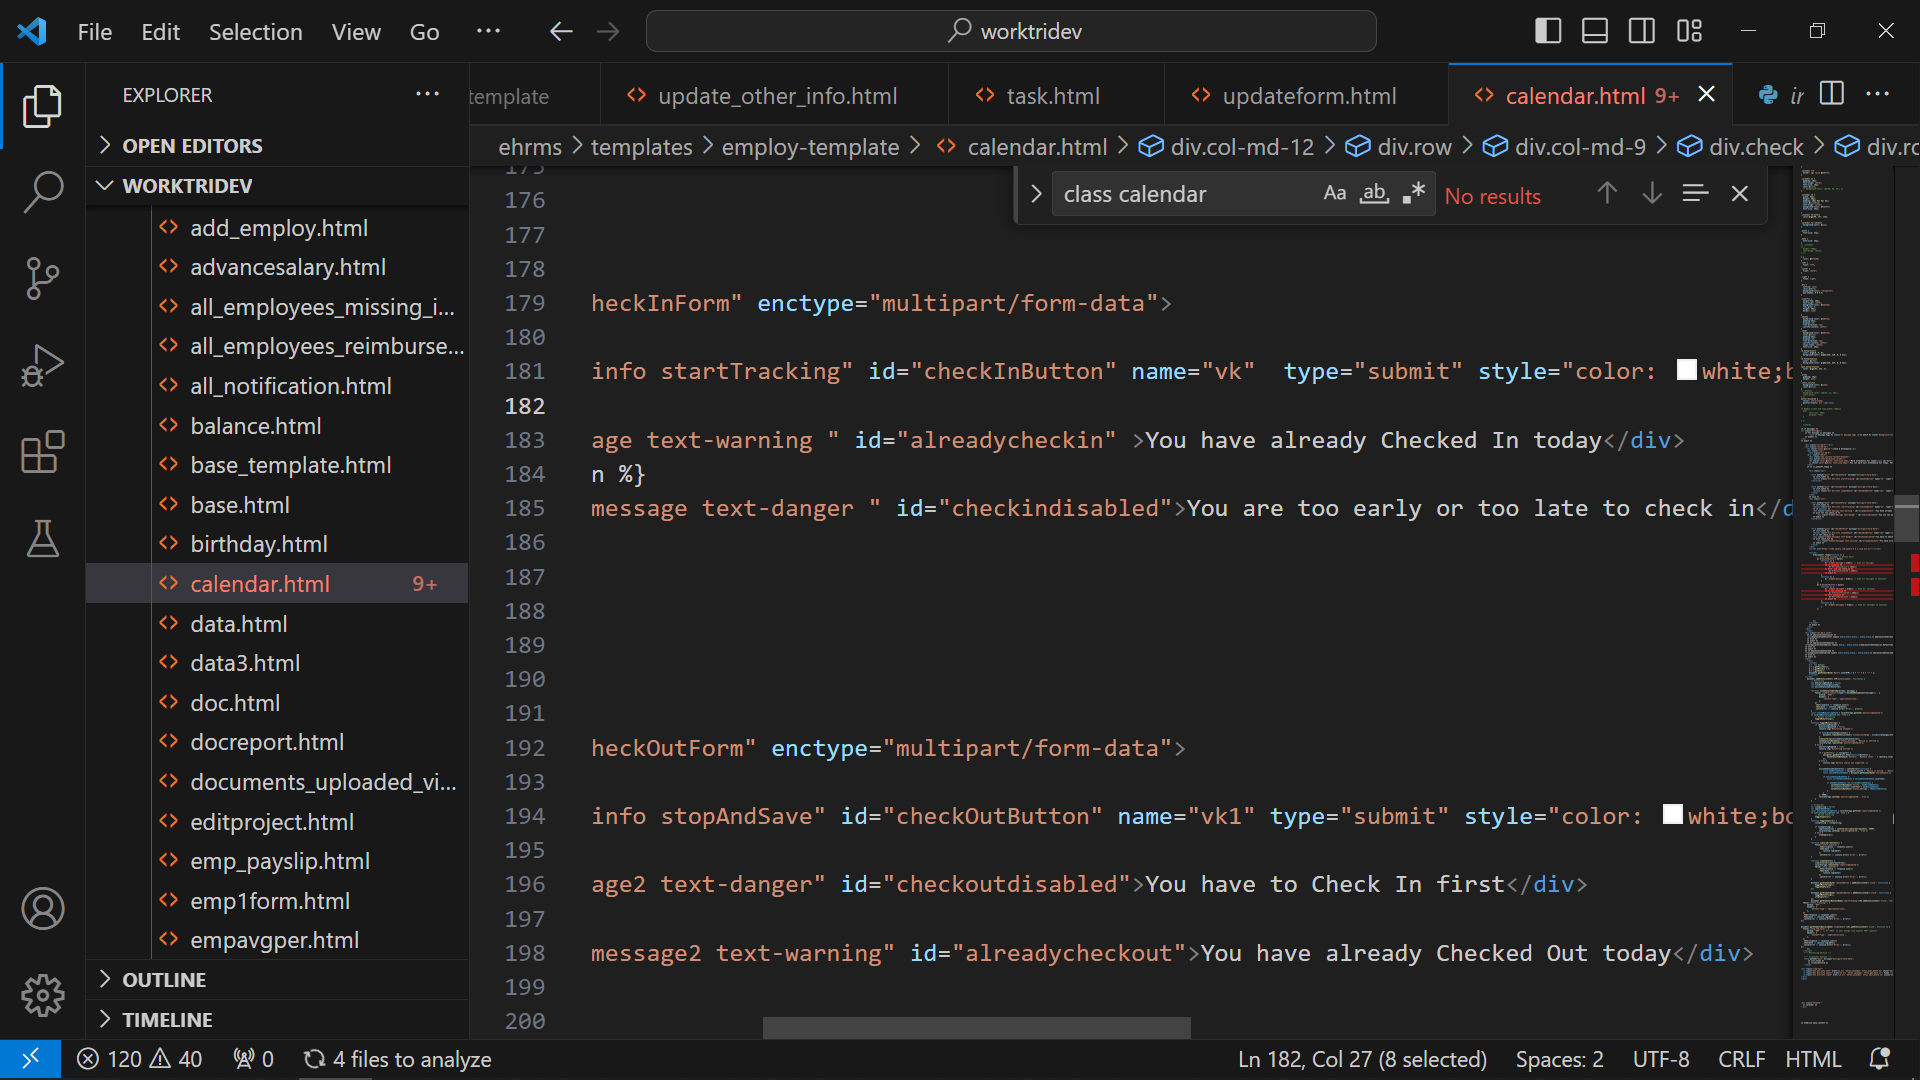 File Edit Selection View Go ··· worktridev
EXPLORER ···
template update_other_info.html task.html updateform.html calendar.html 9+ ir ···
OPEN EDITORS
ehrms > templates > employ-template > calendar.html > div.col-md-12 > div.row > div.col-md-9 > div.check > div.ro
WORKTRIDEV
class calendar Aa ab .* No results
add_employ.html
advancesalary.html
all_employees_missing_i...
all_employees_reimburse...
all_notification.html
balance.html
base_template.html
base.html
birthday.html
calendar.html 9+
data.html
data3.html
doc.html
docreport.html
documents_uploaded_vi...
editproject.html
emp_payslip.html
emp1form.html
empavgper.html
OUTLINE
TIMELINE
175
176
177
178
179 heckInForm" enctype="multipart/form-data">
180
181 info startTracking" id="checkInButton" name="vk"  type="submit" style="color: white;b
182
183 age text-warning " id="alreadycheckin" >You have already Checked In today</div>
184 n %}
185 message text-danger " id="checkindisabled">You are too early or too late to check in</d
186
187
188
189
190
191
192 heckOutForm" enctype="multipart/form-data">
193
194 info stopAndSave" id="checkOutButton" name="vk1" type="submit" style="color: white;bo
195
196 age2 text-danger" id="checkoutdisabled">You have to Check In first</div>
197
198 message2 text-warning" id="alreadycheckout">You have already Checked Out today</div>
199
200
120 40 0 4 files to analyze Ln 182, Col 27 (8 selected) Spaces: 2 UTF-8 CRLF HTML